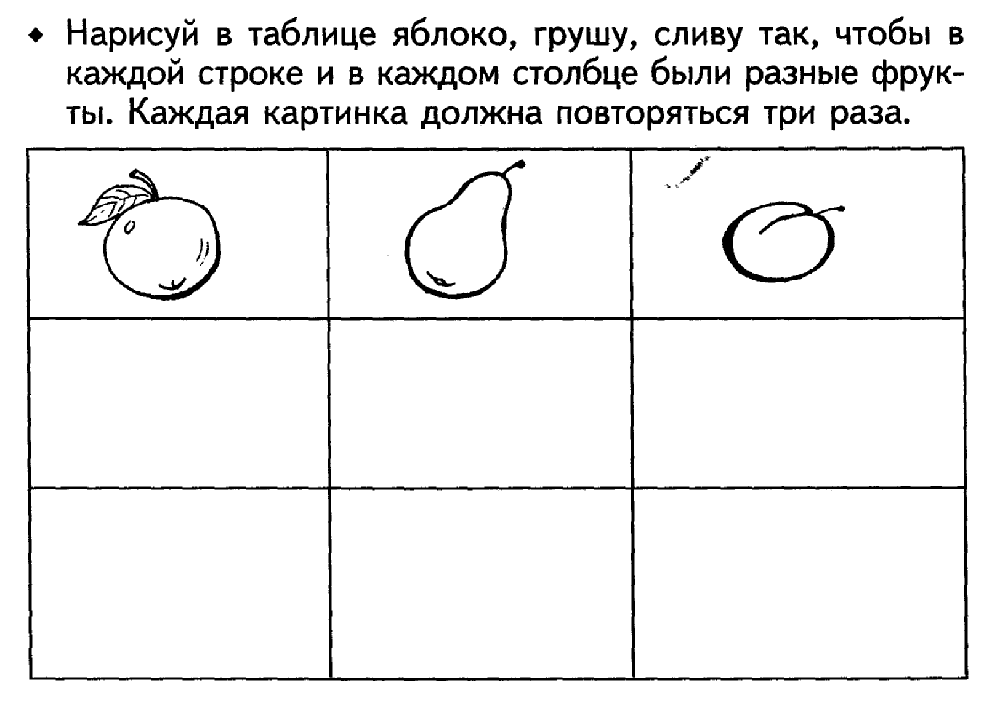 ◆ Нарисуй в таблице яблоко, грушу, сливу так, чтобы в
каждой строке и в каждом столбце были разные фрук-
ты. Каждая картинка должна повторяться три раза.